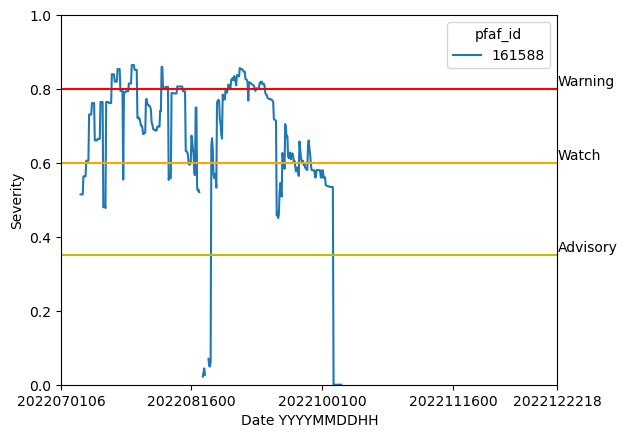 pfaf_id
161588
1.0
0.8
0.6
0.4
0.2
0.0
Severity
Warning
Watch
Advisory
2022070106 2022081600 2022100100 2022111600 2022122218
Date YYYYMMDDHH